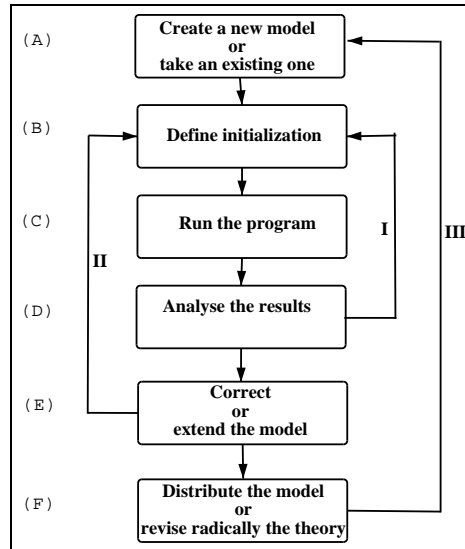 (A)
Create a new model
or
take an existing one
(B)
Define initialization
(C)
Run the program
I
III
II
(D)
Analyse the results
(E)
Correct
or
extend the model
(F)
Distribute the model
or
revise radically the theory